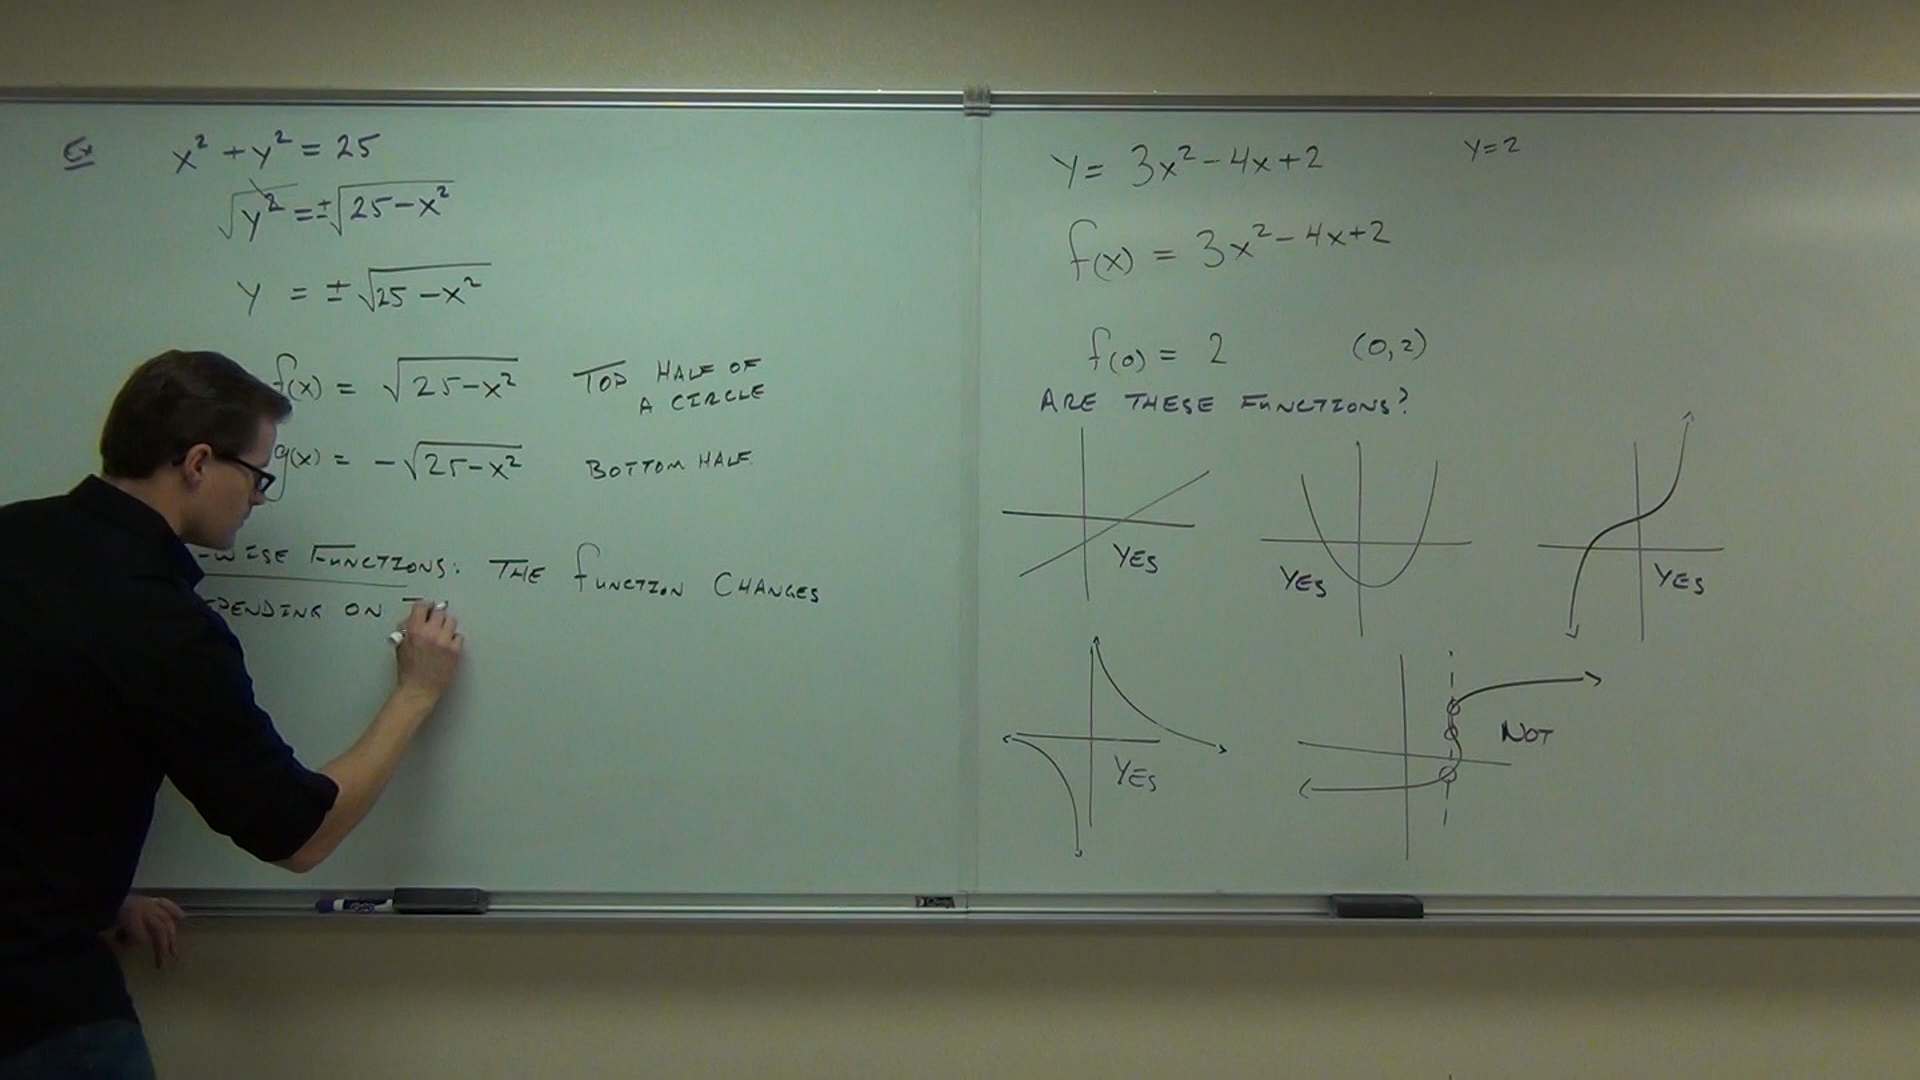 Ex x² + y² = 25
√y² = ±√25-x²
y = ±√25-x²
f(x) = √25-x² TOP HALF OF
A CIRCLE
g(x) = -√25-x² BOTTOM HALF
-WISE FUNCTIONS: THE FUNCTION CHANGES
PENDING ON
y = 3x²-4x+2 y=2
f(x) = 3x²-4x+2
f(0) = 2 (0,2)
ARE THESE FUNCTIONS?
YES YES YES
YES NOT